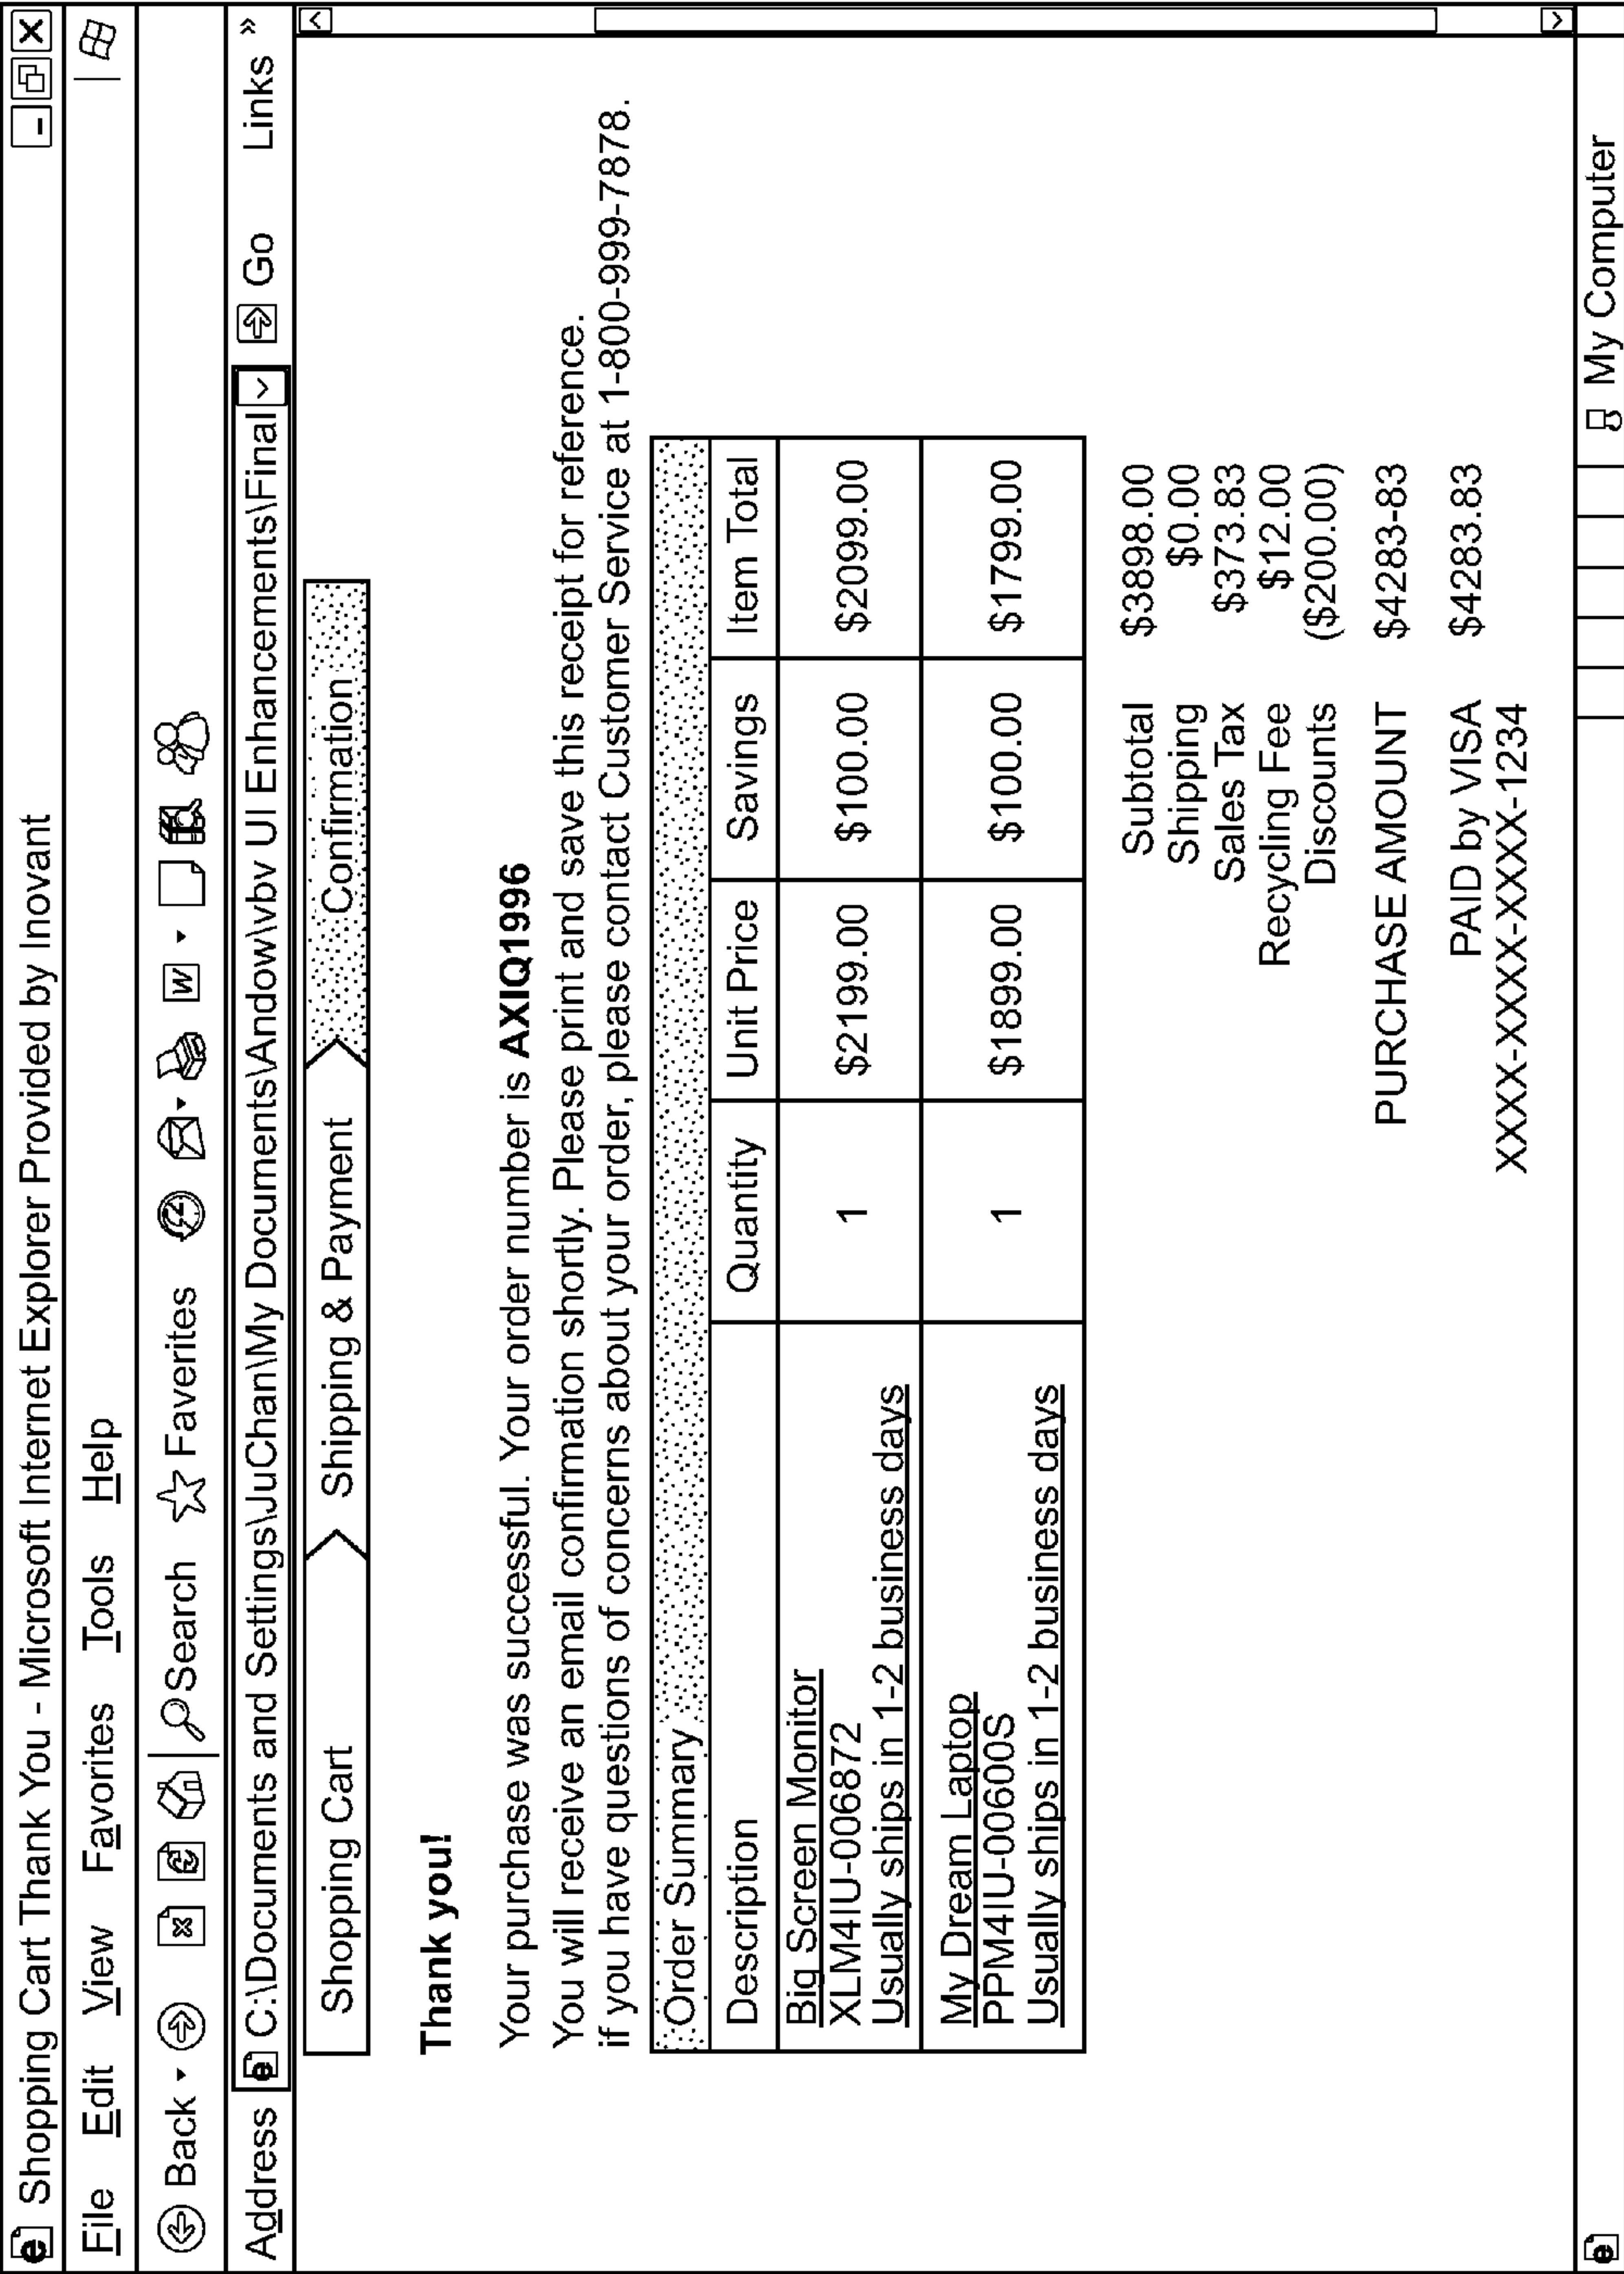 Shopping Cart Thank You - Microsoft Internet Explorer Provided by Inovant
File Edit View Favorites Tools Help
Back Search Faverites W
Address C:\Documents and Settings\JuChan\My Documents\Andow\vbv UI Enhancements\Final Go Links »
Shopping Cart Shipping & Payment Confirmation
Thank you!
Your purchase was successful. Your order number is AXIQ1996
You will receive an email confirmation shortly. Please print and save this receipt for reference.
if you have questions of concerns about your order, please contact Customer Service at 1-800-999-7878.
Order Summary
Description Quantity Unit Price Savings Item Total
Big Screen Monitor
XLM4IU-006872 1 $2199.00 $100.00 $2099.00
Usually ships in 1-2 business days
My Dream Laptop
PPM4IU-00600S 1 $1899.00 $100.00 $1799.00
Usually ships in 1-2 business days
Subtotal $3898.00
Shipping $0.00
Sales Tax $373.83
Recycling Fee $12.00
Discounts ($200.00)
PURCHASE AMOUNT $4283-83
PAID by VISA $4283.83
XXXX-XXXX-XXXX-1234
My Computer